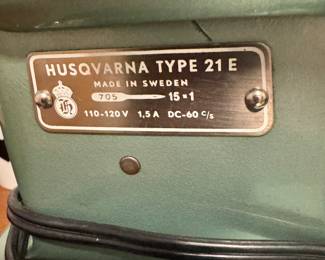 HUSQVARNA TYPE 21 E
MADE IN SWEDEN
705 15=1
110-120 V 1,5 A DC-60 c/s